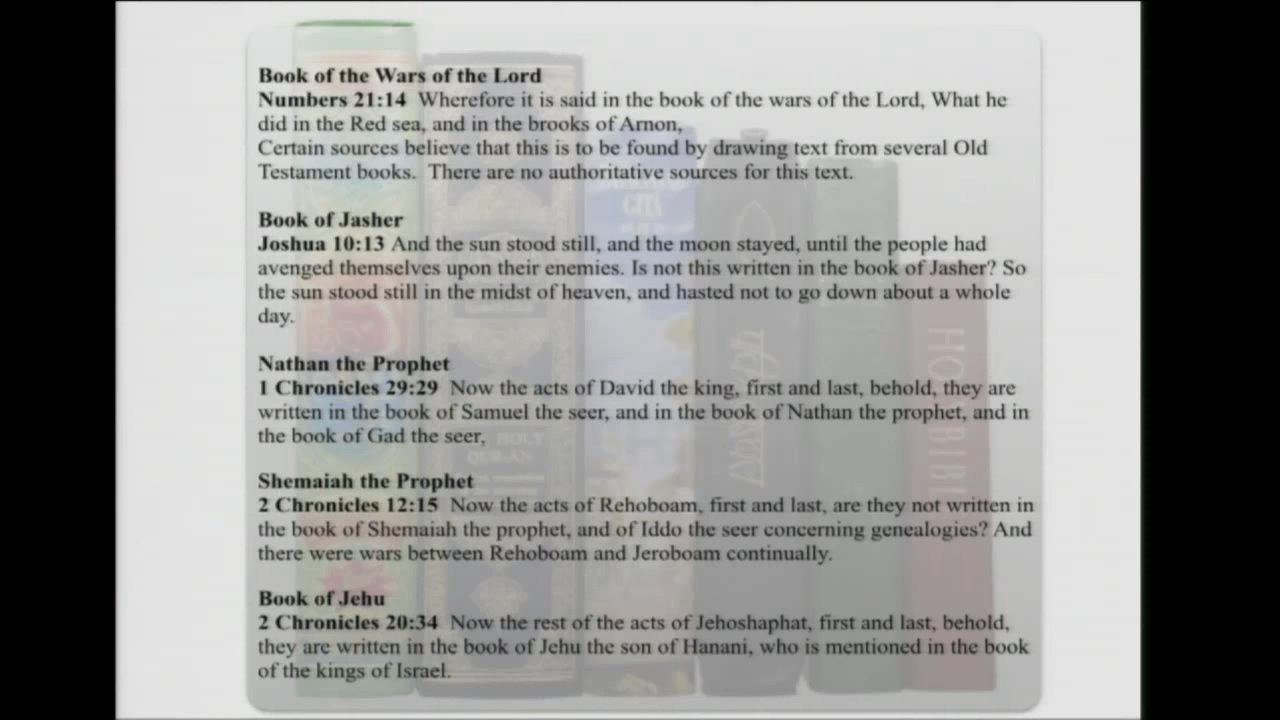 Book of the Wars of the Lord
Numbers 21:14 Wherefore it is said in the book of the wars of the Lord, What he
did in the Red sea, and in the brooks of Arnon,
Certain sources believe that this is to be found by drawing text from several Old
Testament books. There are no authoritative sources for this text.
Book of Jasher
Joshua 10:13 And the sun stood still, and the moon stayed, until the people had
avenged themselves upon their enemies. Is not this written in the book of Jasher? So
the sun stood still in the midst of heaven, and hasted not to go down about a whole
day.
Nathan the Prophet
1 Chronicles 29:29 Now the acts of David the king, first and last, behold, they are
written in the book of Samuel the seer, and in the book of Nathan the prophet, and in
the book of Gad the seer,
Shemaiah the Prophet
2 Chronicles 12:15 Now the acts of Rehoboam, first and last, are they not written in
the book of Shemaiah the prophet, and of Iddo the seer concerning genealogies? And
there were wars between Rehoboam and Jeroboam continually.
Book of Jehu
2 Chronicles 20:34 Now the rest of the acts of Jehoshaphat, first and last, behold,
they are written in the book of Jehu the son of Hanani, who is mentioned in the book
of the kings of Israel.
GITA
HOLY
QUR-AN
HOLY BIBLE